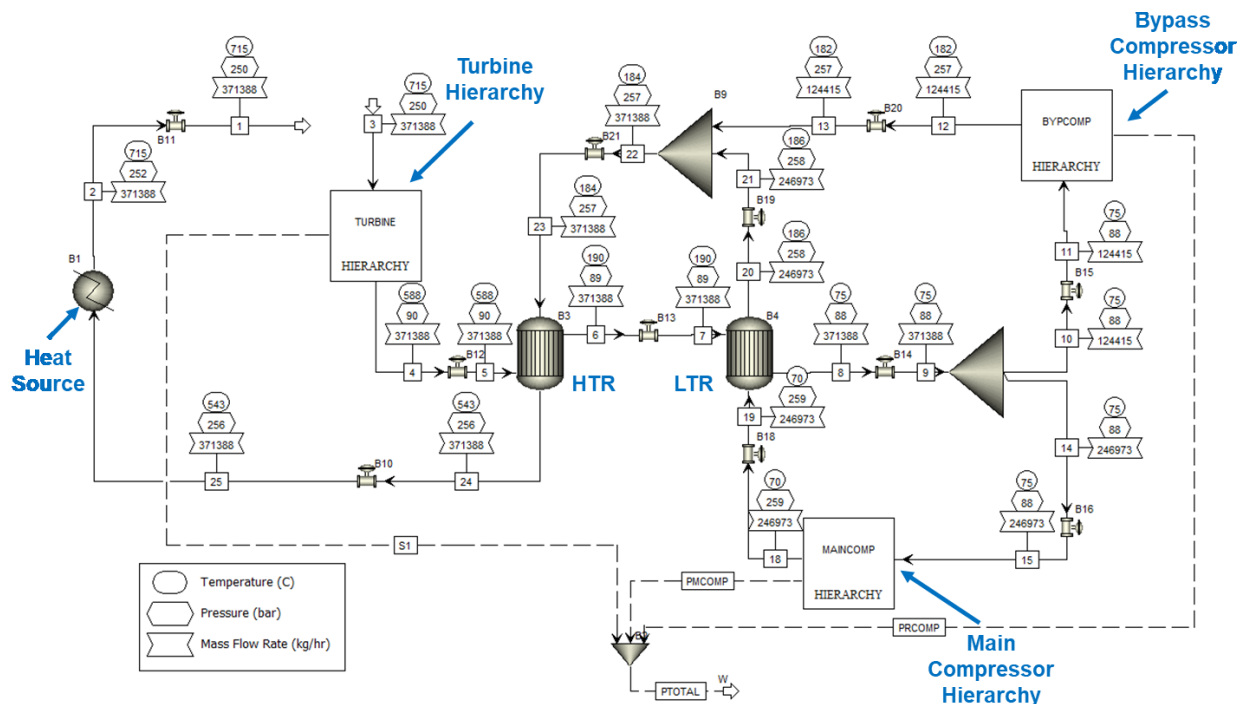 715
250
371388
B11
1
715
252
371388
2
B1
Heat
Source
Turbine
Hierarchy
715
250
371388
3
TURBINE
HIERARCHY
588
90
371388
4
B12
588
90
371388
5
B3
HTR
184
257
371388
B21
22
B9
184
257
371388
23
190
89
371388
6
B13
190
89
371388
7
B4
LTR
182
257
124415
13
B20
182
257
124415
12
186
258
246973
21
B19
186
258
246973
20
BYPCOMP
HIERARCHY
Bypass
Compressor
Hierarchy
75
88
124415
11
B15
75
88
124415
10
75
88
371388
8
B14
75
88
371388
9
70
259
246973
19
B18
70
259
246973
18
75
88
246973
14
B16
75
88
246973
15
MAINCOMP
HIERARCHY
Main
Compressor
Hierarchy
543
256
371388
25
B10
543
256
371388
24
S1
PMCOMP
PRCOMP
PTOTAL
W
Temperature (C)
Pressure (bar)
Mass Flow Rate (kg/hr)